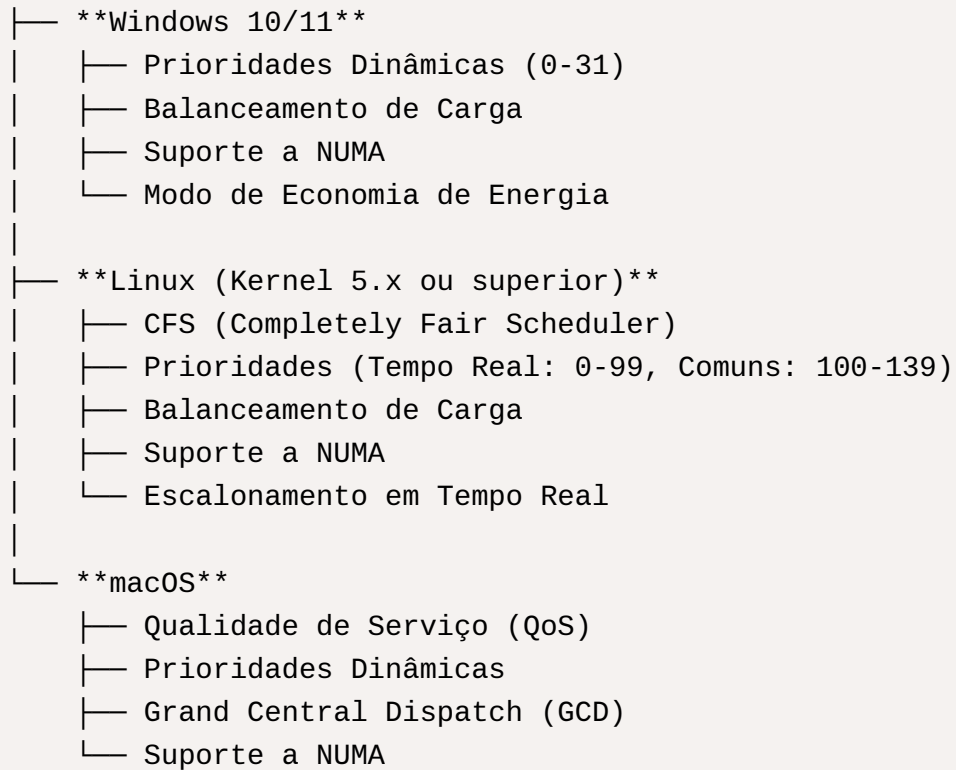 ├── **Windows 10/11**
│   ├── Prioridades Dinâmicas (0-31)
│   ├── Balanceamento de Carga
│   ├── Suporte a NUMA
│   └── Modo de Economia de Energia
│
├── **Linux (Kernel 5.x ou superior)**
│   ├── CFS (Completely Fair Scheduler)
│   ├── Prioridades (Tempo Real: 0-99, Comuns: 100-139)
│   ├── Balanceamento de Carga
│   ├── Suporte a NUMA
│   └── Escalonamento em Tempo Real
│
└── **macOS**
    ├── Qualidade de Serviço (QoS)
    ├── Prioridades Dinâmicas
    ├── Grand Central Dispatch (GCD)
    └── Suporte a NUMA